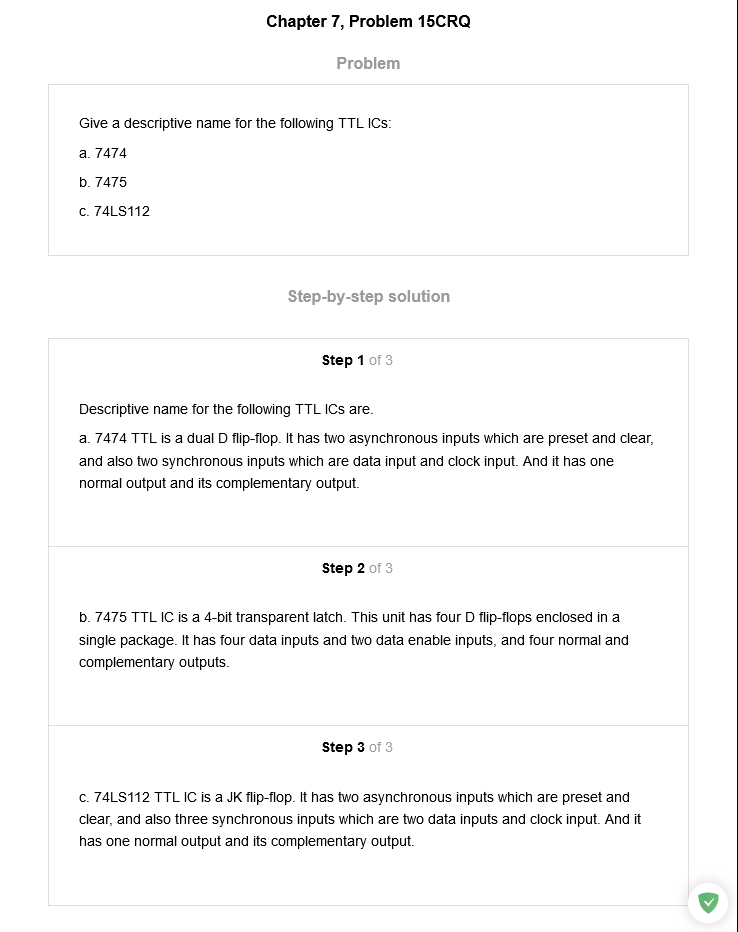 Chapter 7, Problem 15CRQ
Problem
Give a descriptive name for the following TTL ICs:
a. 7474
b. 7475
c. 74LS112
Step-by-step solution
Step 1 of 3
Descriptive name for the following TTL ICs are.
a. 7474 TTL is a dual D flip-flop. It has two asynchronous inputs which are preset and clear,
and also two synchronous inputs which are data input and clock input. And it has one
normal output and its complementary output.
Step 2 of 3
b. 7475 TTL IC is a 4-bit transparent latch. This unit has four D flip-flops enclosed in a
single package. It has four data inputs and two data enable inputs, and four normal and
complementary outputs.
Step 3 of 3
c. 74LS112 TTL IC is a JK flip-flop. It has two asynchronous inputs which are preset and
clear, and also three synchronous inputs which are two data inputs and clock input. And it
has one normal output and its complementary output.